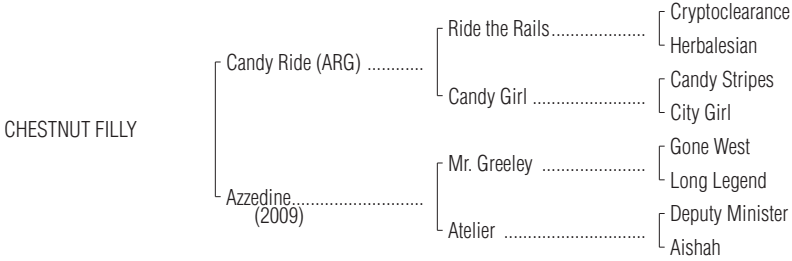 Cryptoclearance
Ride the Rails....................
Herbalesian
Candy Ride (ARG) ............
Candy Stripes
Candy Girl ........................
City Girl
CHESTNUT FILLY
Gone West
Mr. Greeley ......................
Long Legend
Azzedine............................
(2009)
Deputy Minister
Atelier ..............................
Aishah